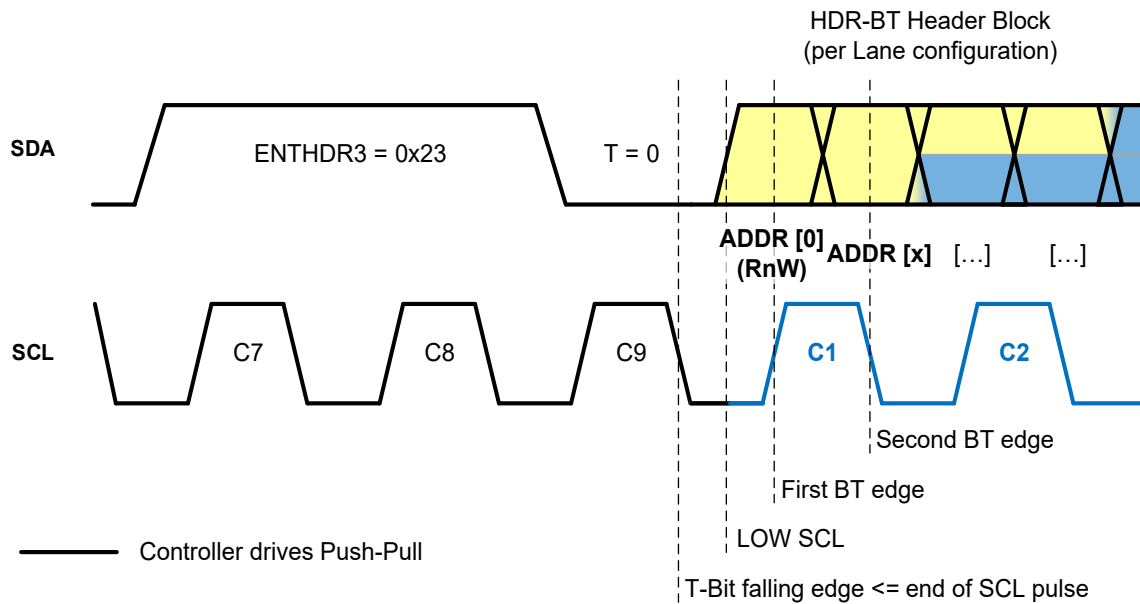 HDR-BT Header Block
(per Lane configuration)
SDA
ENTHDR3 = 0x23
T = 0
ADDR [0]
(RnW)
ADDR [x]
[…]
[…]
SCL
C7
C8
C9
C1
C2
Second BT edge
First BT edge
LOW SCL
Controller drives Push-Pull
T-Bit falling edge <= end of SCL pulse